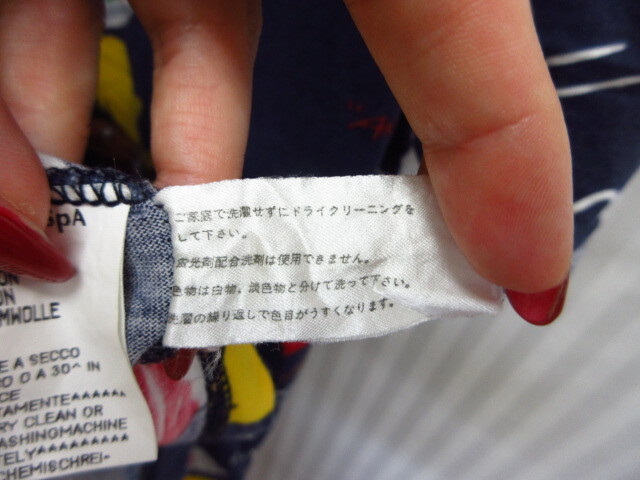 SpA
ON
ON
MWOLLE
E A SECCO
RO O A 30^ IN
CE
TAMENTE^^^^^^
RY CLEAN OR
ASHINGMACHINE
TELY^^^^^^^^^
CHEMISCHREI-
ご家庭で洗濯せずにドライクリーニングを
して下さい。
蛍光剤配合洗剤は使用できません。
色物は白物，淡色物と分けて洗って下さい。
洗濯の繰り返しで色目がうすくなります。